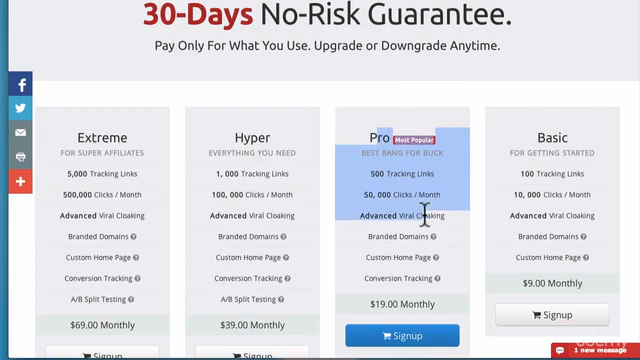 30-Days No-Risk Guarantee.
Pay Only For What You Use. Upgrade or Downgrade Anytime.
Extreme
FOR SUPER AFFILIATES
5,000 Tracking Links
500,000 Clicks / Month
Advanced Viral Cloaking
Branded Domains
Custom Home Page
Conversion Tracking
A/B Split Testing
$69.00 Monthly
Signup
Hyper
EVERYTHING YOU NEED
1, 000 Tracking Links
100, 000 Clicks / Month
Advanced Viral Cloaking
Branded Domains
Custom Home Page
Conversion Tracking
A/B Split Testing
$39.00 Monthly
Signup
Pro Most Popular
BEST BANG FOR BUCK
500 Tracking Links
50, 000 Clicks / Month
Advanced Viral Cloaking
Branded Domains
Custom Home Page
Conversion Tracking
$19.00 Monthly
Signup
Basic
FOR GETTING STARTED
100 Tracking Links
10, 000 Clicks / Month
Advanced Viral Cloaking
Branded Domains
Custom Home Page
$9.00 Monthly
Signup
udemy
1 new message